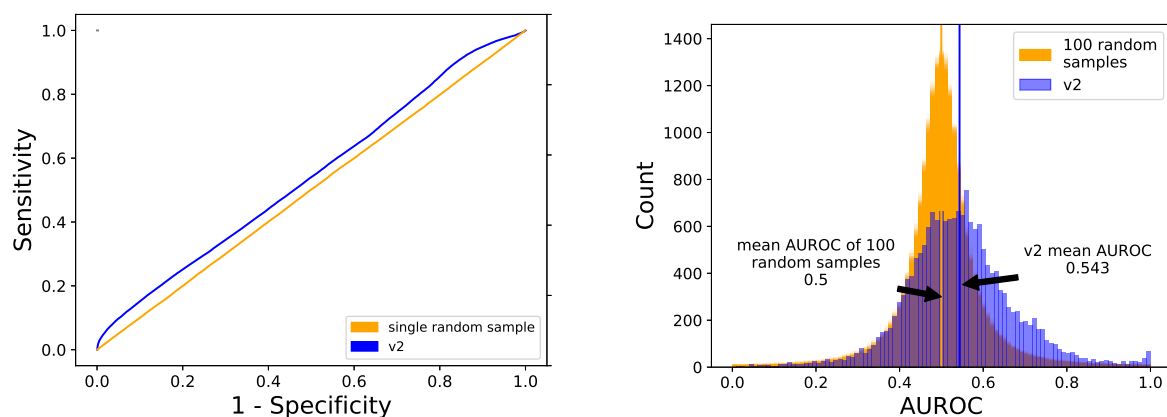 1.0
0.8
0.6
0.4
0.2
0.0
Sensitivity
single random sample
v2
0.0 0.2 0.4 0.6 0.8 1.0
1 - Specificity
1400
1200
1000
800
600
400
200
0
Count
100 random
samples
v2
mean AUROC of 100
random samples
0.5
v2 mean AUROC
0.543
0.0 0.2 0.4 0.6 0.8 1.0
AUROC